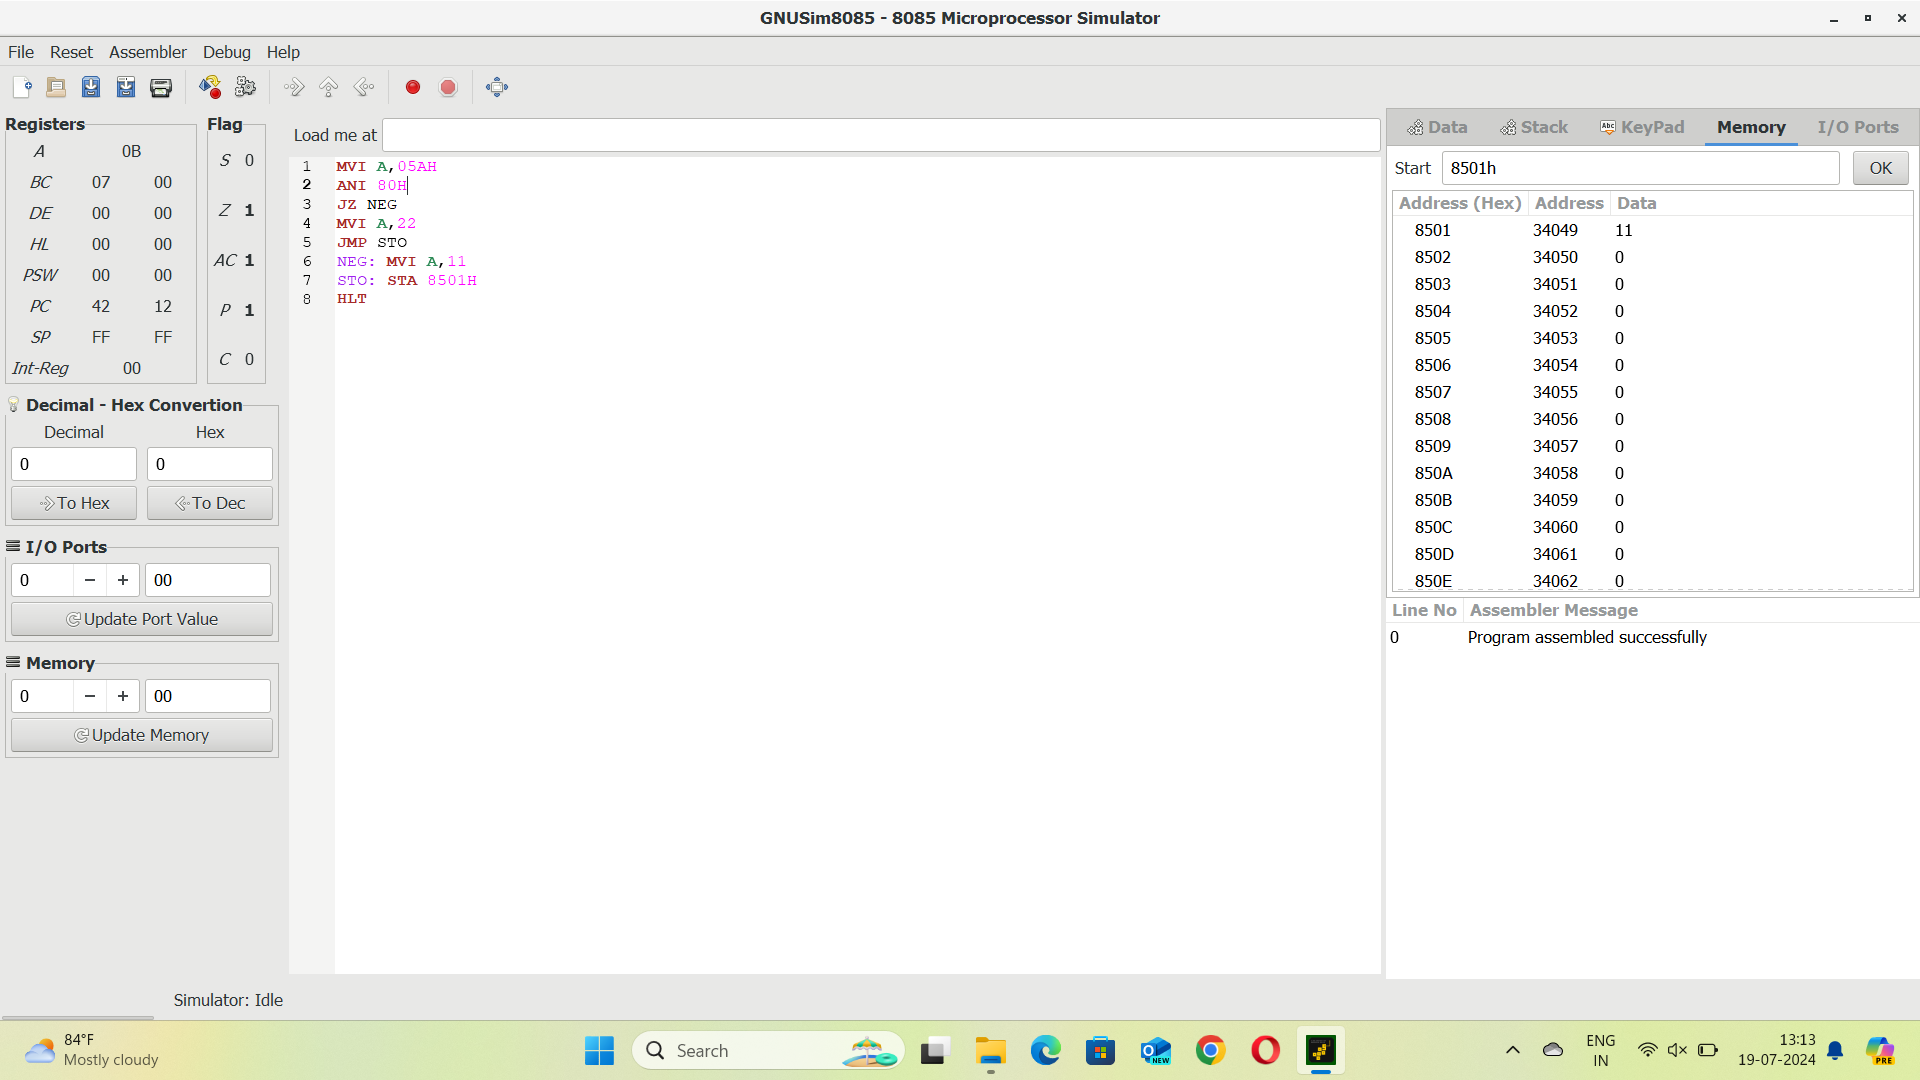 GNUSim8085 - 8085 Microprocessor Simulator
File Reset Assembler Debug Help
Registers
A 0B
BC 07 00
DE 00 00
HL 00 00
PSW 00 00
PC 42 12
SP FF FF
Int-Reg 00
Flag
S 0
Z 1
AC 1
P 1
C 0
Decimal - Hex Convertion
Decimal Hex
0 0
To Hex To Dec
I/O Ports
0 − + 00
Update Port Value
Memory
0 − + 00
Update Memory
Load me at
1 MVI A,05AH
2 ANI 80H
3 JZ NEG
4 MVI A,22
5 JMP STO
6 NEG: MVI A,11
7 STO: STA 8501H
8 HLT
Data Stack Abc KeyPad Memory I/O Ports
Start 8501h OK
Address (Hex) Address Data
8501 34049 11
8502 34050 0
8503 34051 0
8504 34052 0
8505 34053 0
8506 34054 0
8507 34055 0
8508 34056 0
8509 34057 0
850A 34058 0
850B 34059 0
850C 34060 0
850D 34061 0
850E 34062 0
Line No Assembler Message
0 Program assembled successfully
Simulator: Idle
84°F
Mostly cloudy
Search
NEW
ENG
IN
13:13
19-07-2024
PRE